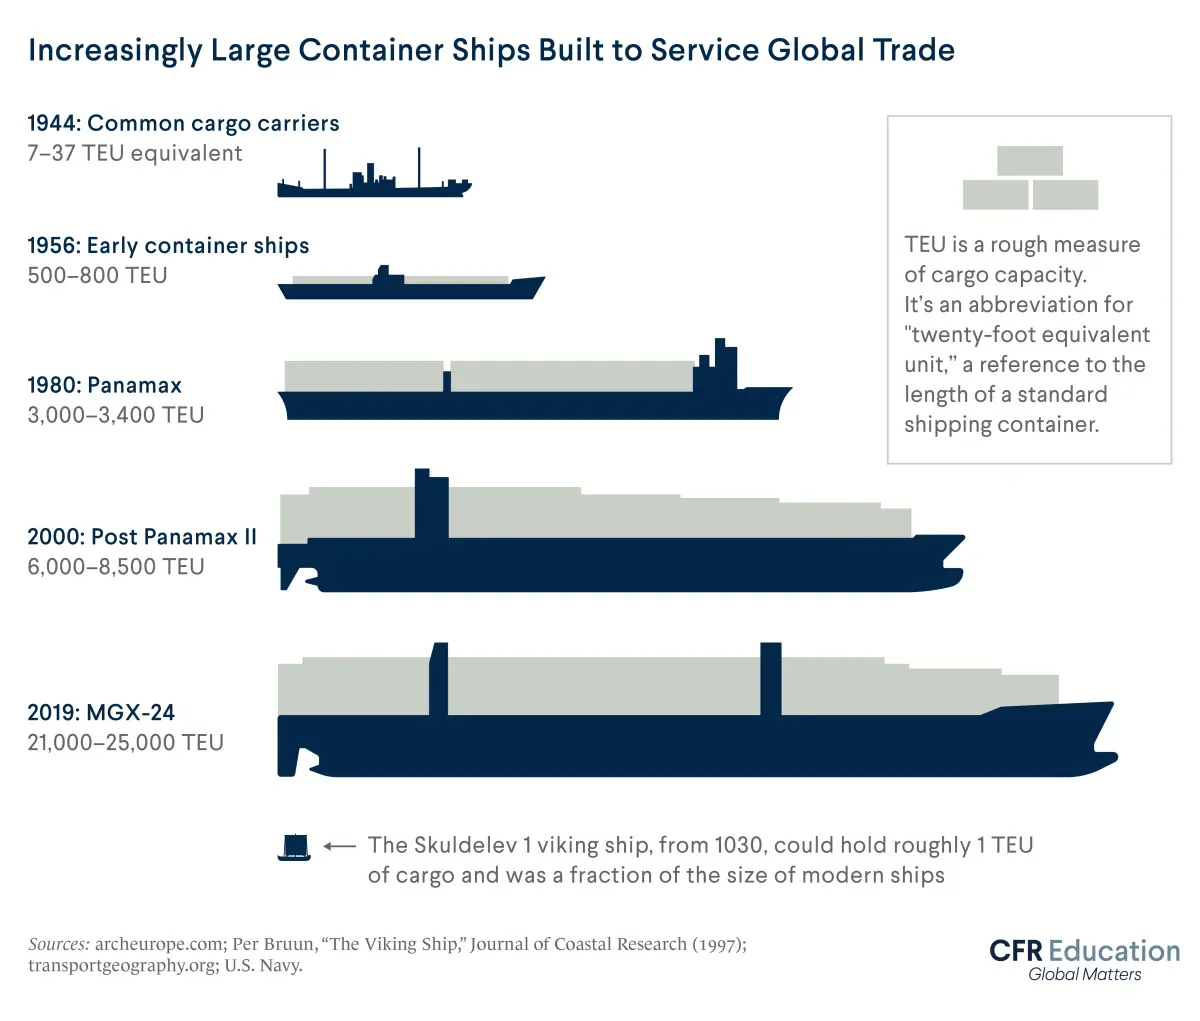 Increasingly Large Container Ships Built to Service Global Trade
1944: Common cargo carriers
7–37 TEU equivalent
1956: Early container ships
500–800 TEU
1980: Panamax
3,000–3,400 TEU
2000: Post Panamax II
6,000–8,500 TEU
2019: MGX-24
21,000–25,000 TEU
TEU is a rough measure
of cargo capacity.
It’s an abbreviation for
"twenty-foot equivalent
unit,” a reference to the
length of a standard
shipping container.
The Skuldelev 1 viking ship, from 1030, could hold roughly 1 TEU
of cargo and was a fraction of the size of modern ships
Sources: archeurope.com; Per Bruun, “The Viking Ship,” Journal of Coastal Research (1997);
transportgeography.org; U.S. Navy.
CFR Education
Global Matters